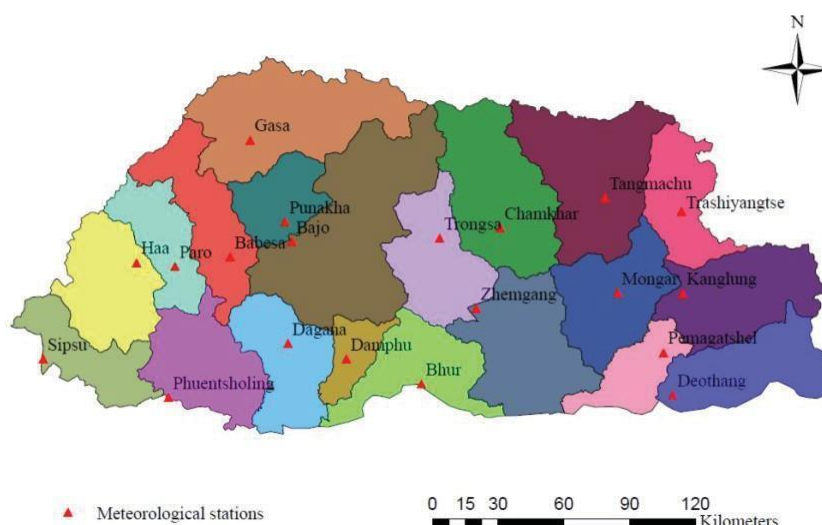 N
Gasa
Tangmachu
Punakha
Trashiyangtse
Chamkhar
Trongsa
Bajo
Haa
Paro
Babesa
Mongar
Kanglung
Zhemgang
Sipsu
Dagana
Damphu
Pemagatshel
Bhur
Phuentsholing
Deothang
0 15 30 60 90 120
Kilometers
Meteorological stations